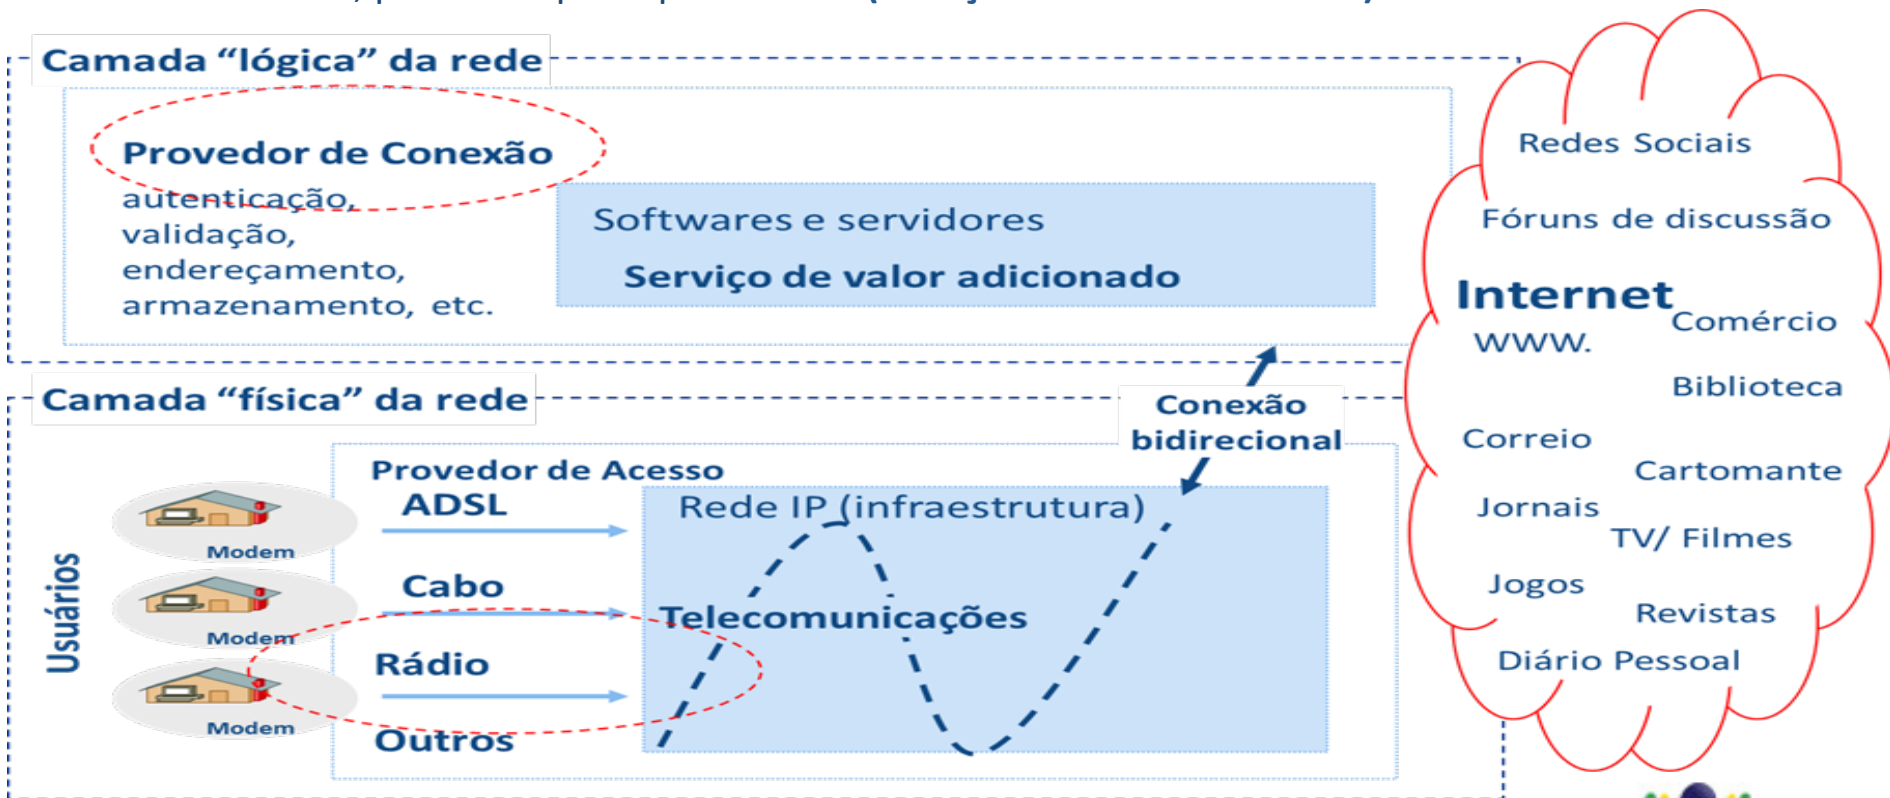 Camada “lógica” da rede
Provedor de Conexão
autenticação,
validação,
endereçamento,
armazenamento, etc.
Softwares e servidores
Serviço de valor adicionado
Camada “física” da rede
Conexão
bidirecional
Usuários
Modem
Modem
Modem
Provedor de Acesso
ADSL
Cabo
Rádio
Outros
Rede IP (infraestrutura)
Telecomunicações
Redes Sociais
Fóruns de discussão
Internet
www.
Comércio
Biblioteca
Correio
Cartomante
Jornais
TV/ Filmes
Jogos
Revistas
Diário Pessoal